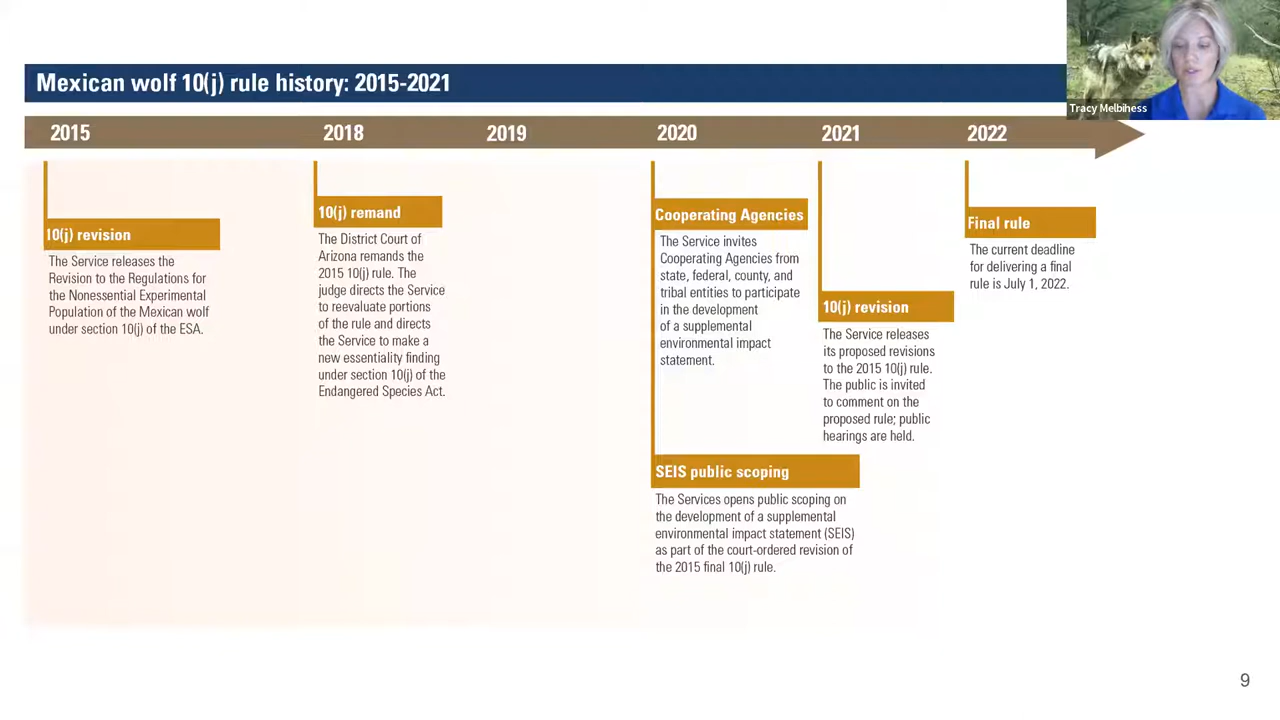 Mexican wolf 10(j) rule history: 2015-2021
Tracy Melbihess
2015
2018
2019
2020
2021
2022
10(j) revision
The Service releases the
Revision to the Regulations for
the Nonessential Experimental
Population of the Mexican wolf
under section 10(j) of the ESA.
10(j) remand
The District Court of
Arizona remands the
2015 10(j) rule. The
judge directs the Service
to reevaluate portions
of the rule and directs
the Service to make a
new essentiality finding
under section 10(j) of the
Endangered Species Act.
Cooperating Agencies
The Service invites
Cooperating Agencies from
state, federal, county, and
tribal entities to participate
in the development
of a supplemental
environmental impact
statement.
SEIS public scoping
The Services opens public scoping on
the development of a supplemental
environmental impact statement (SEIS)
as part of the court-ordered revision of
the 2015 final 10(j) rule.
10(j) revision
The Service releases
its proposed revisions
to the 2015 10(j) rule.
The public is invited
to comment on the
proposed rule; public
hearings are held.
Final rule
The current deadline
for delivering a final
rule is July 1, 2022.
9